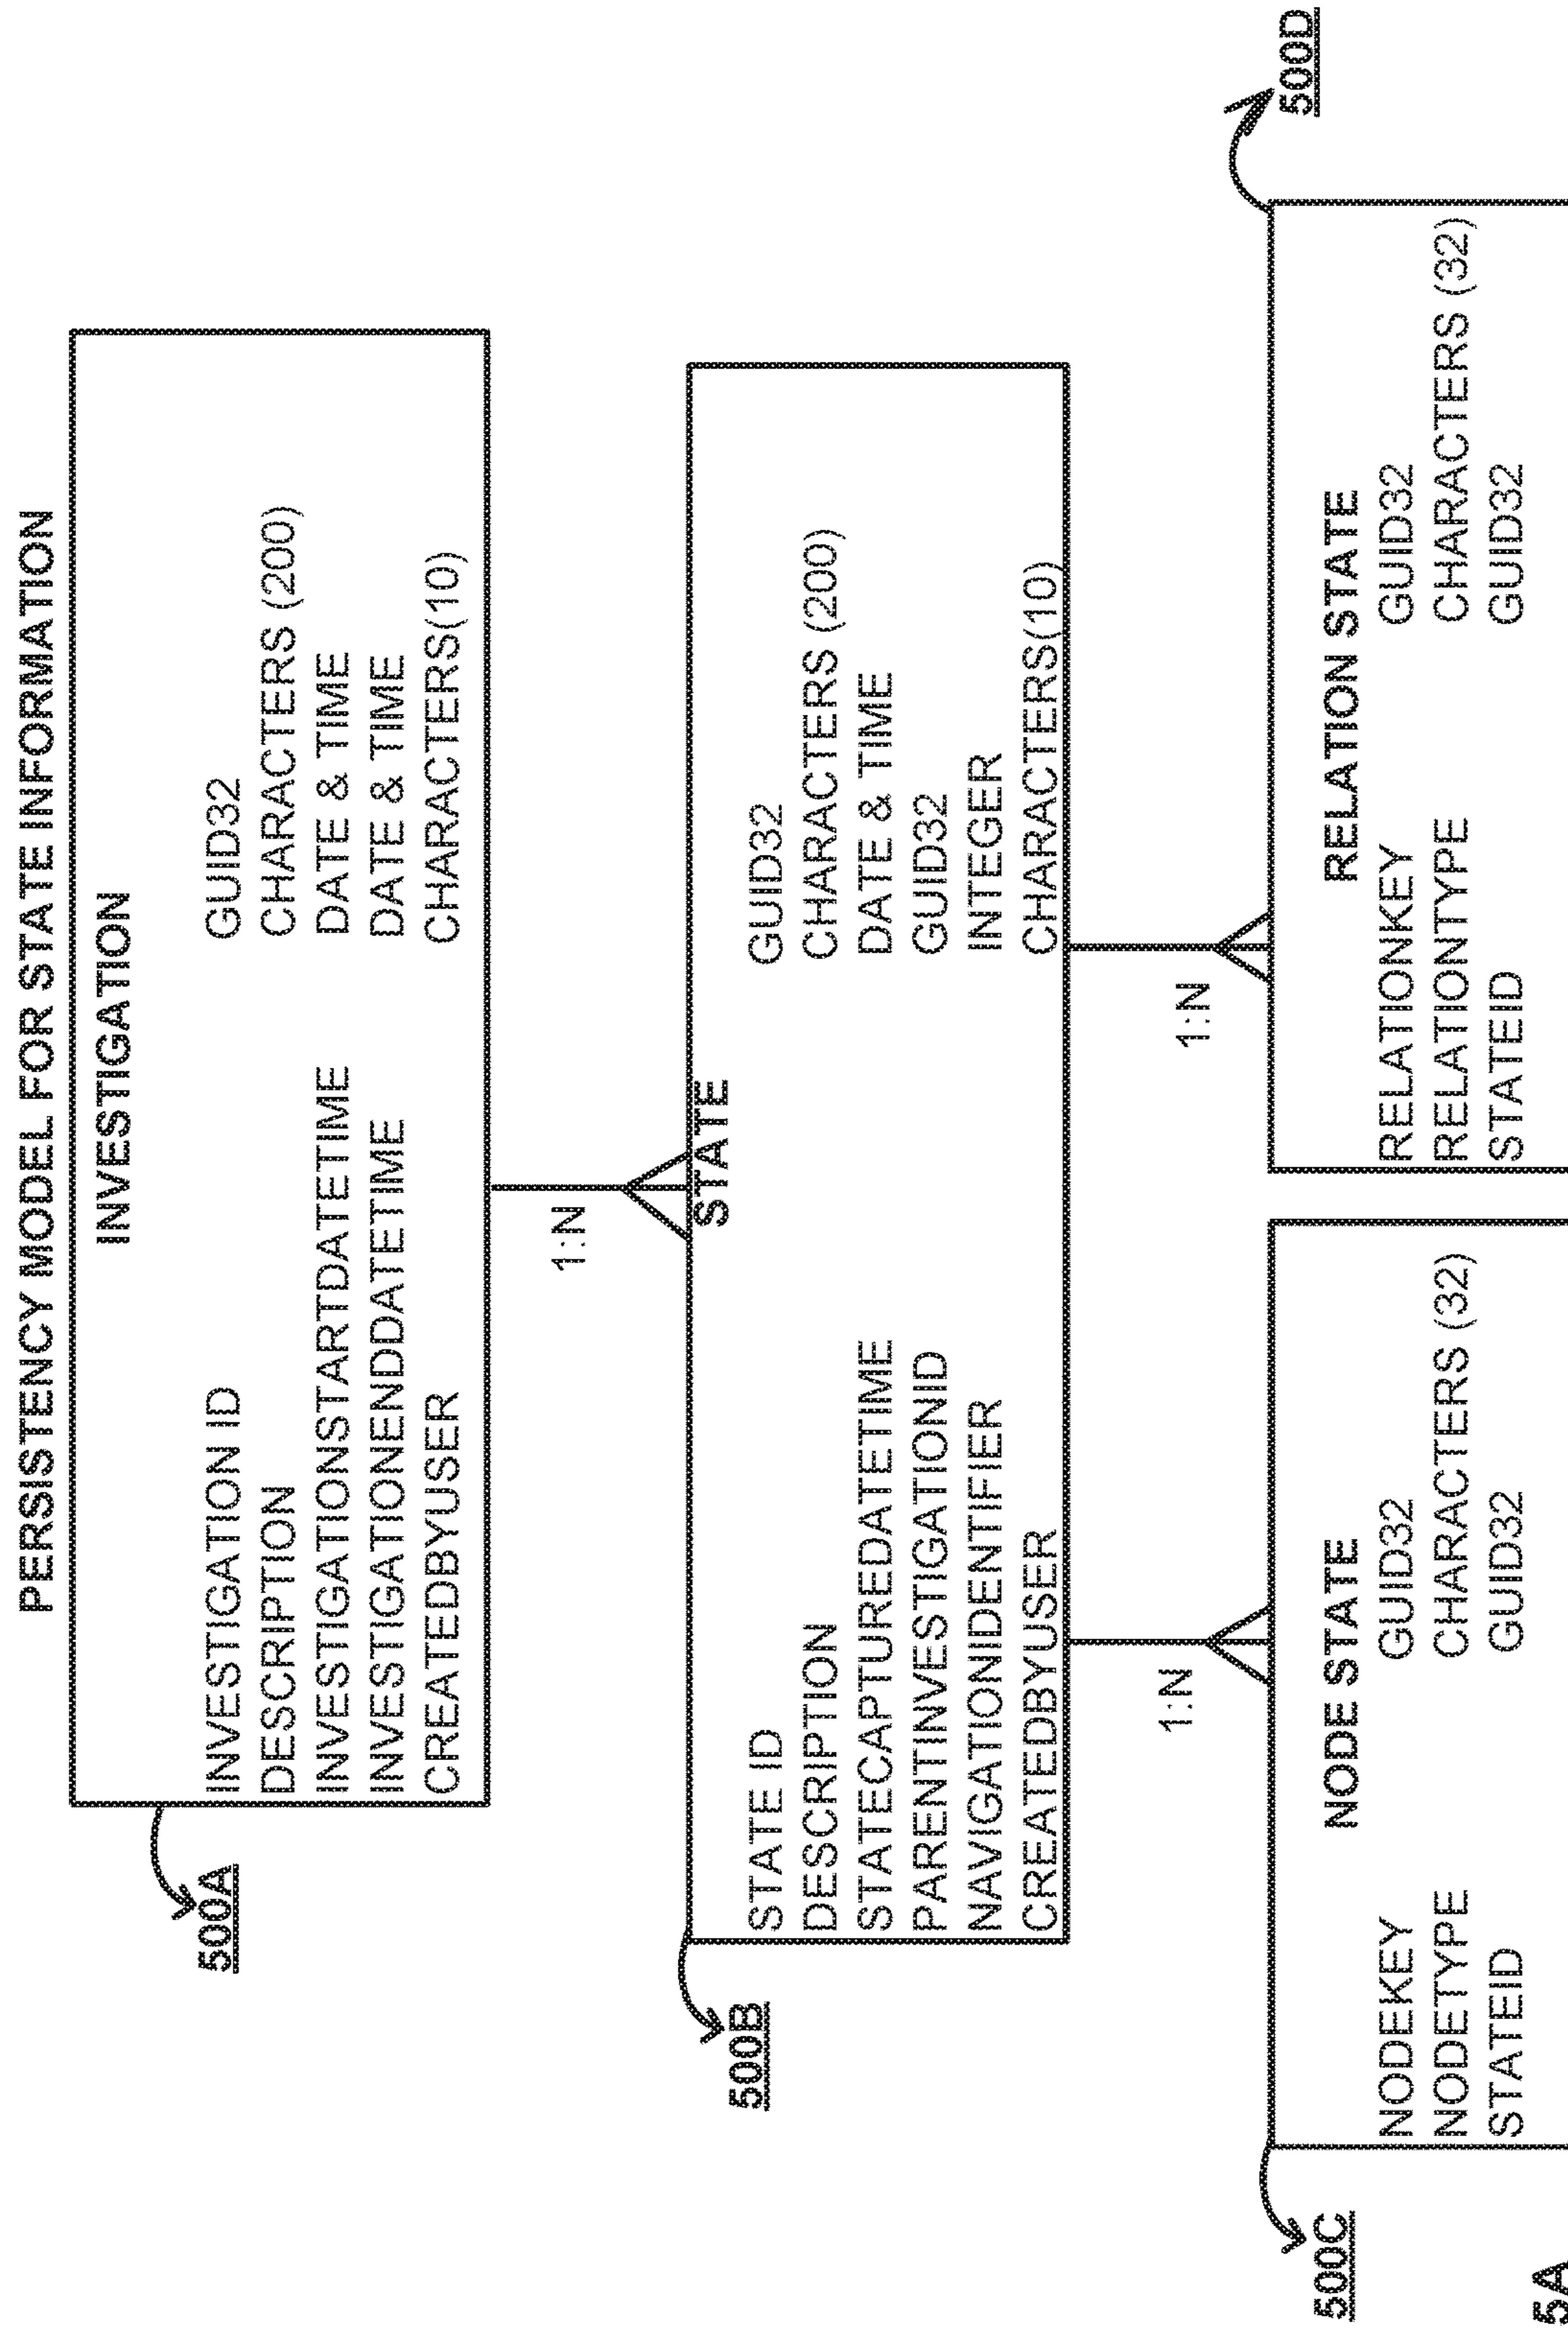 PERSISTENCY MODEL FOR STATE INFORMATION
INVESTIGATION
INVESTIGATION ID GUID32
DESCRIPTION CHARACTERS (200)
INVESTIGATIONSTARTDATETIME DATE & TIME
INVESTIGATIONENDDATETIME DATE & TIME
CREATEDBYUSER CHARACTERS(10)
500A
1:N
STATE
STATE ID GUID32
DESCRIPTION CHARACTERS (200)
STATECAPTUREDATETIME DATE & TIME
PARENTINVESTIGATIONID GUID32
NAVIGATIONIDENTIFIER INTEGER
CREATEDBYUSER CHARACTERS(10)
500B
1:N
1:N
NODE STATE
NODEKEY GUID32
NODETYPE CHARACTERS (32)
STATEID GUID32
500C
RELATION STATE
RELATIONKEY GUID32
RELATIONTYPE CHARACTERS (32)
STATEID GUID32
500D
5A